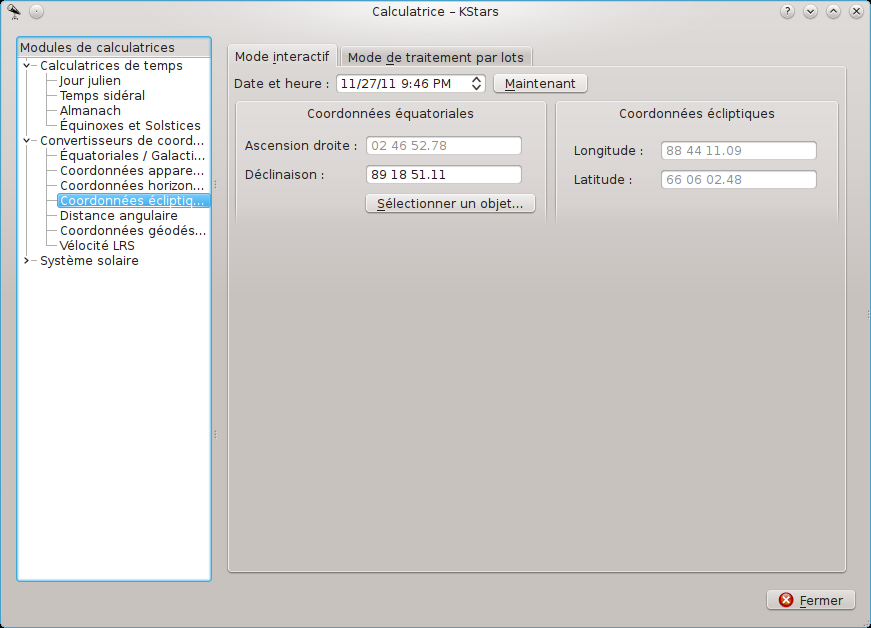 Calculatrice – KStars
Modules de calculatrices
Calculatrices de temps
Jour julien
Temps sidéral
Almanach
Équinoxes et Solstices
Convertisseurs de coord...
Équatoriales / Galacti...
Coordonnées appare...
Coordonnées horizon...
Coordonnées écliptiq...
Distance angulaire
Coordonnées géodés...
Vélocité LRS
Système solaire
Mode interactif
Mode de traitement par lots
Date et heure :
11/27/11 9:46 PM
Maintenant
Coordonnées équatoriales
Ascension droite :
02 46 52.78
Déclinaison :
89 18 51.11
Sélectionner un objet...
Coordonnées écliptiques
Longitude :
88 44 11.09
Latitude :
66 06 02.48
Fermer